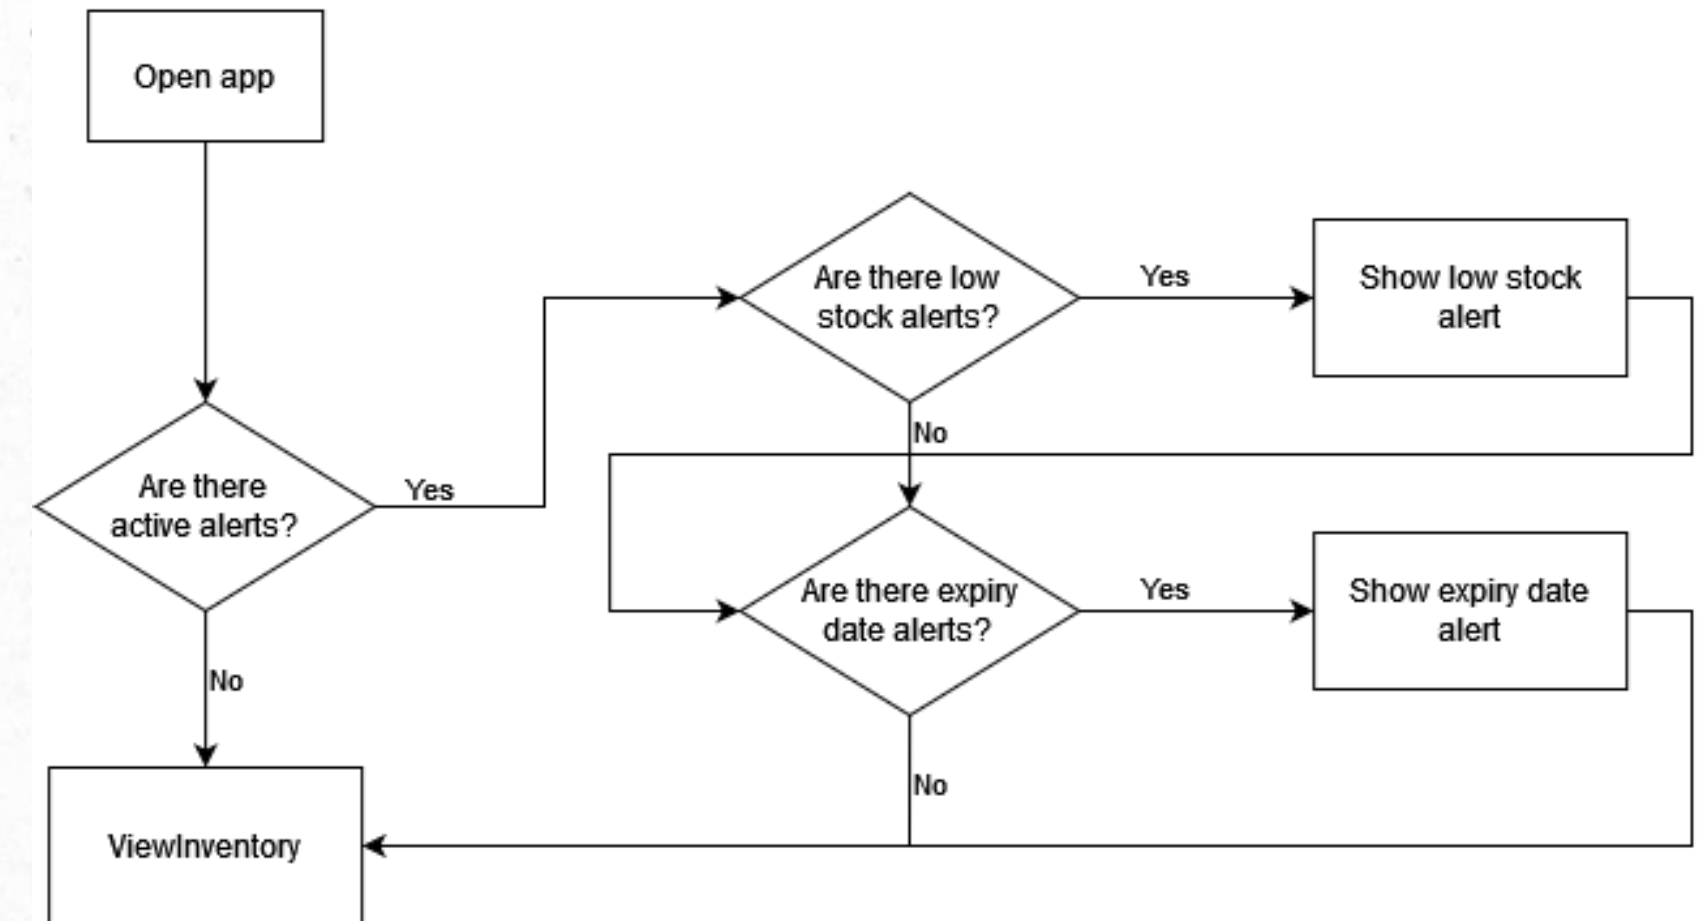 Open app
Are there low
stock alerts?
Yes
Show low stock
alert
No
Are there
active alerts?
Yes
Are there expiry
date alerts?
Yes
Show expiry date
alert
No
No
ViewInventory